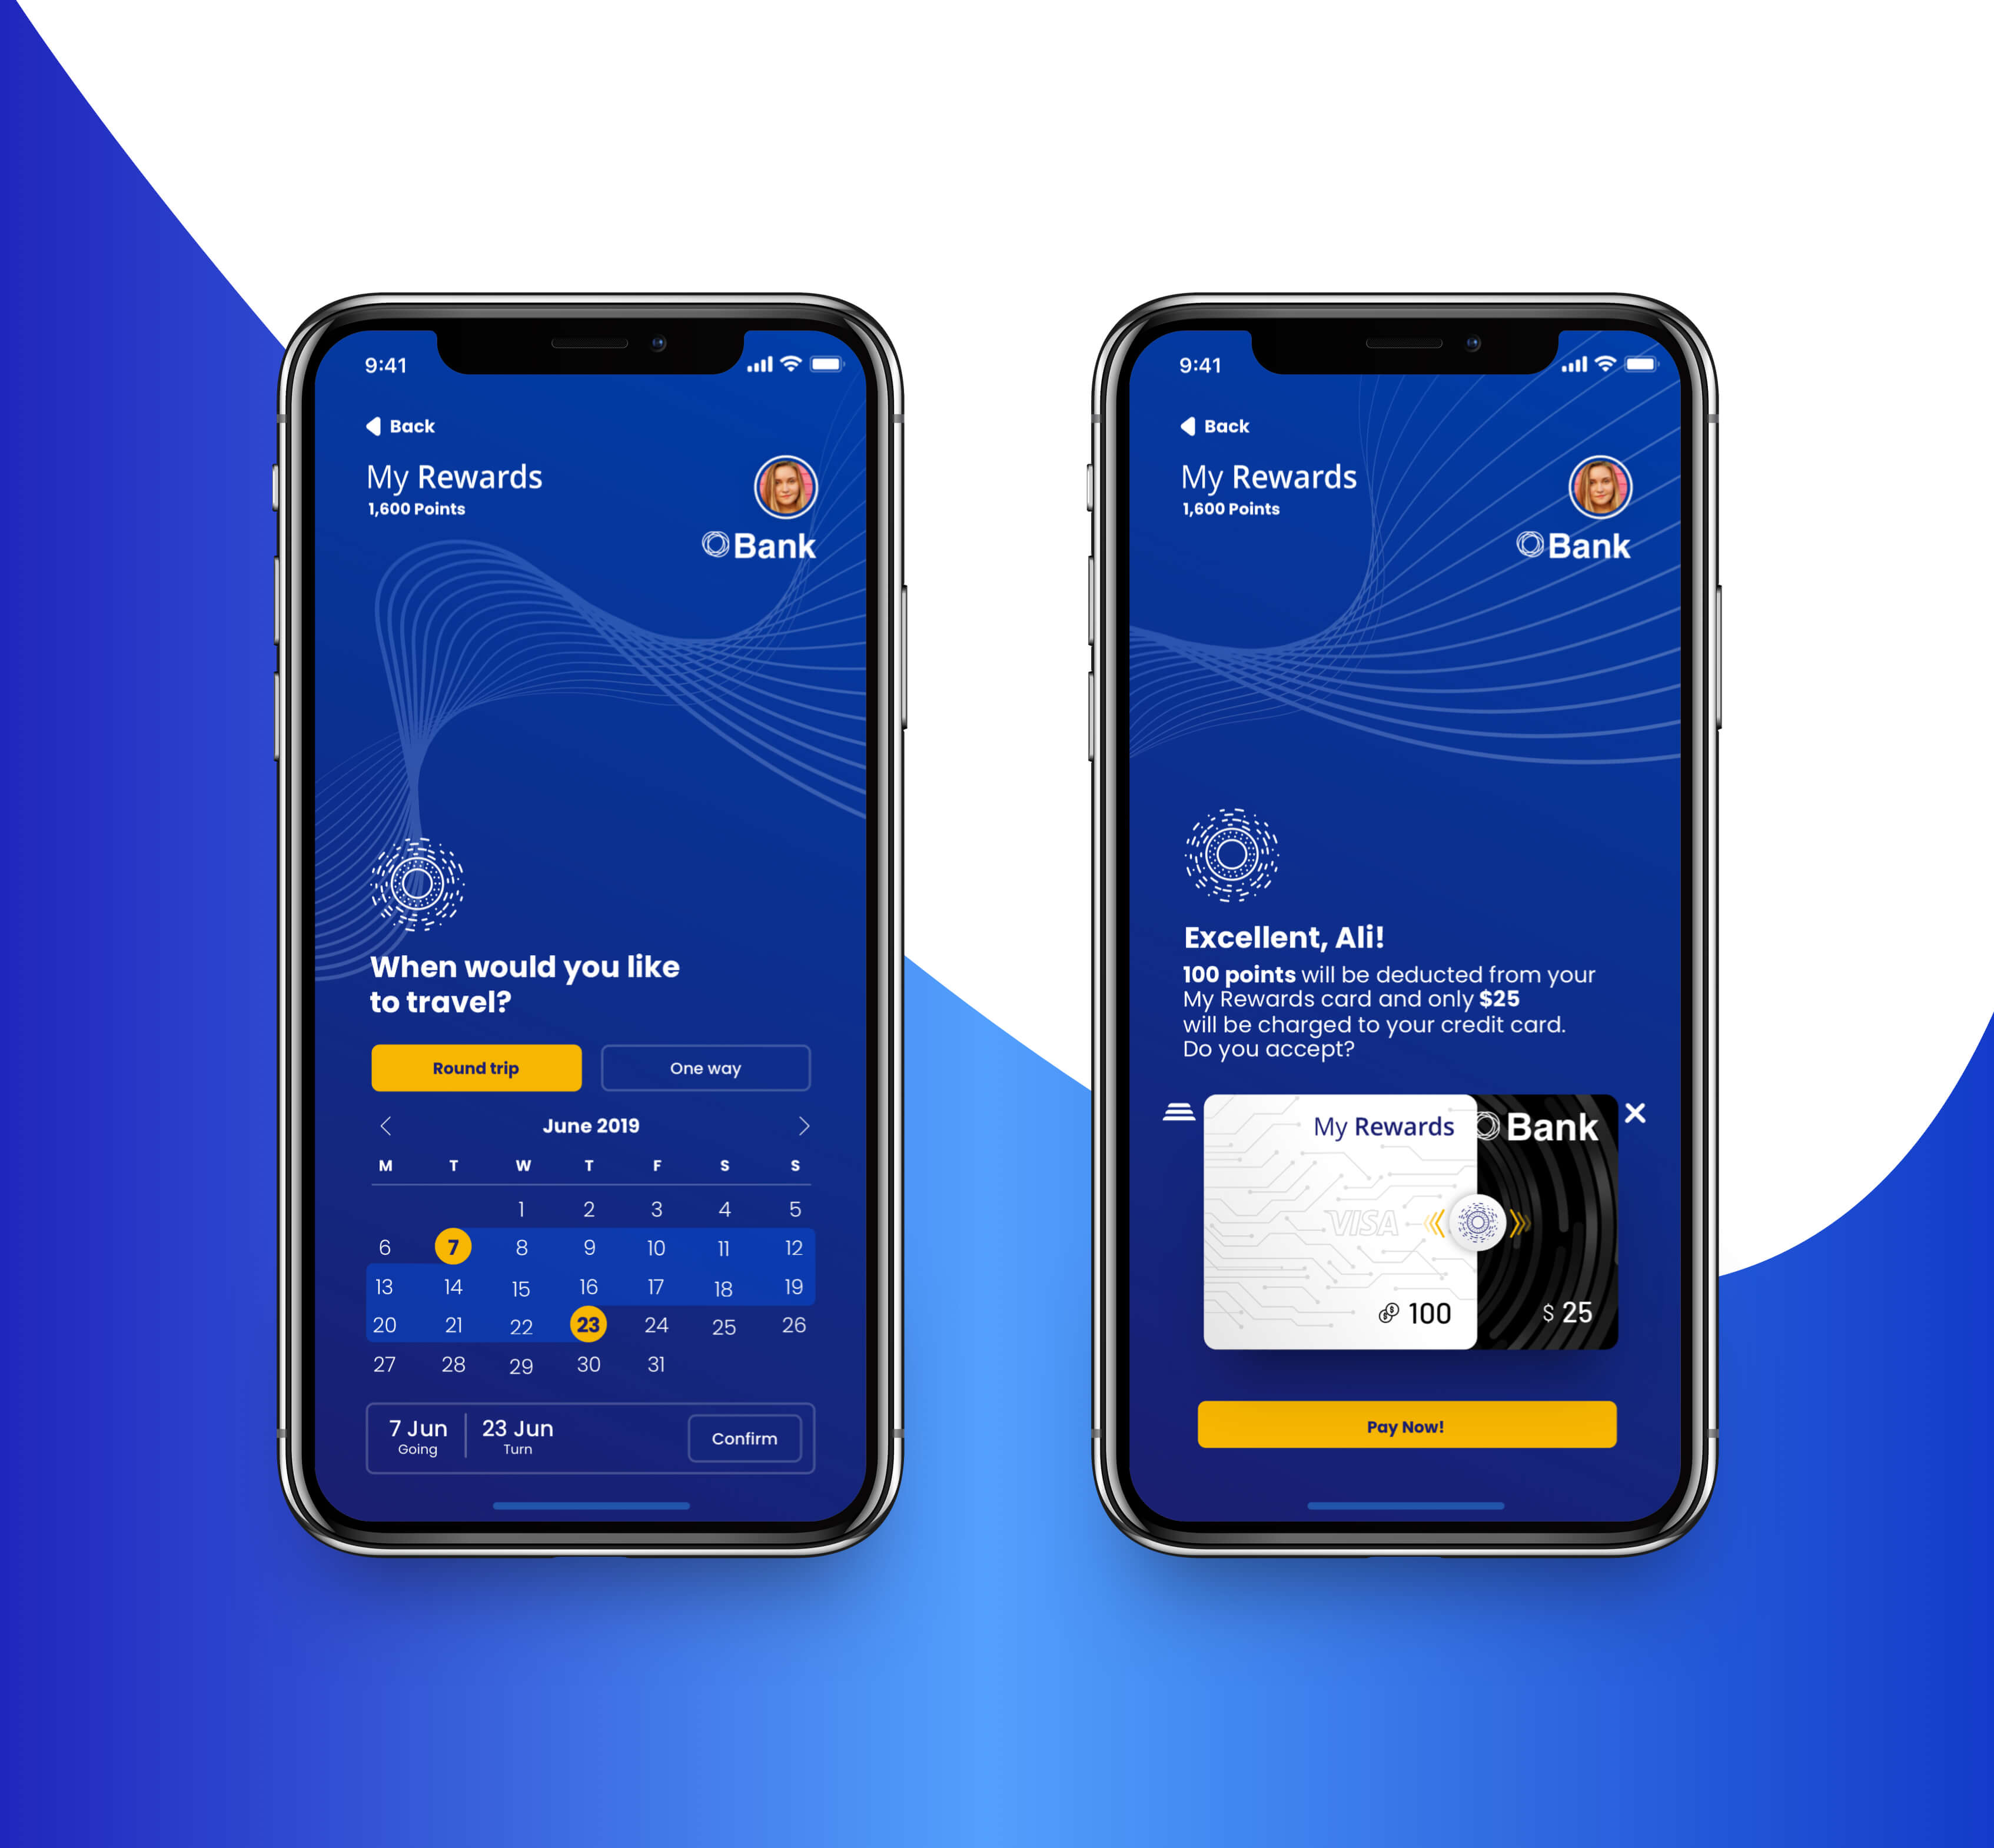 9:41
Back
My Rewards
1,600 Points
Bank
When would you like
to travel?
Round trip
One way
June 2019
M T W T F S S
1 2 3 4 5
6 7 8 9 10 11 12
13 14 15 16 17 18 19
20 21 22 23 24 25 26
27 28 29 30 31
7 Jun
Going
23 Jun
Turn
Confirm
9:41
Back
My Rewards
1,600 Points
Bank
Excellent, Ali!
100 points will be deducted from your
My Rewards card and only $25
will be charged to your credit card.
Do you accept?
My Rewards
Bank
VISA
100
$ 25
Pay Now!